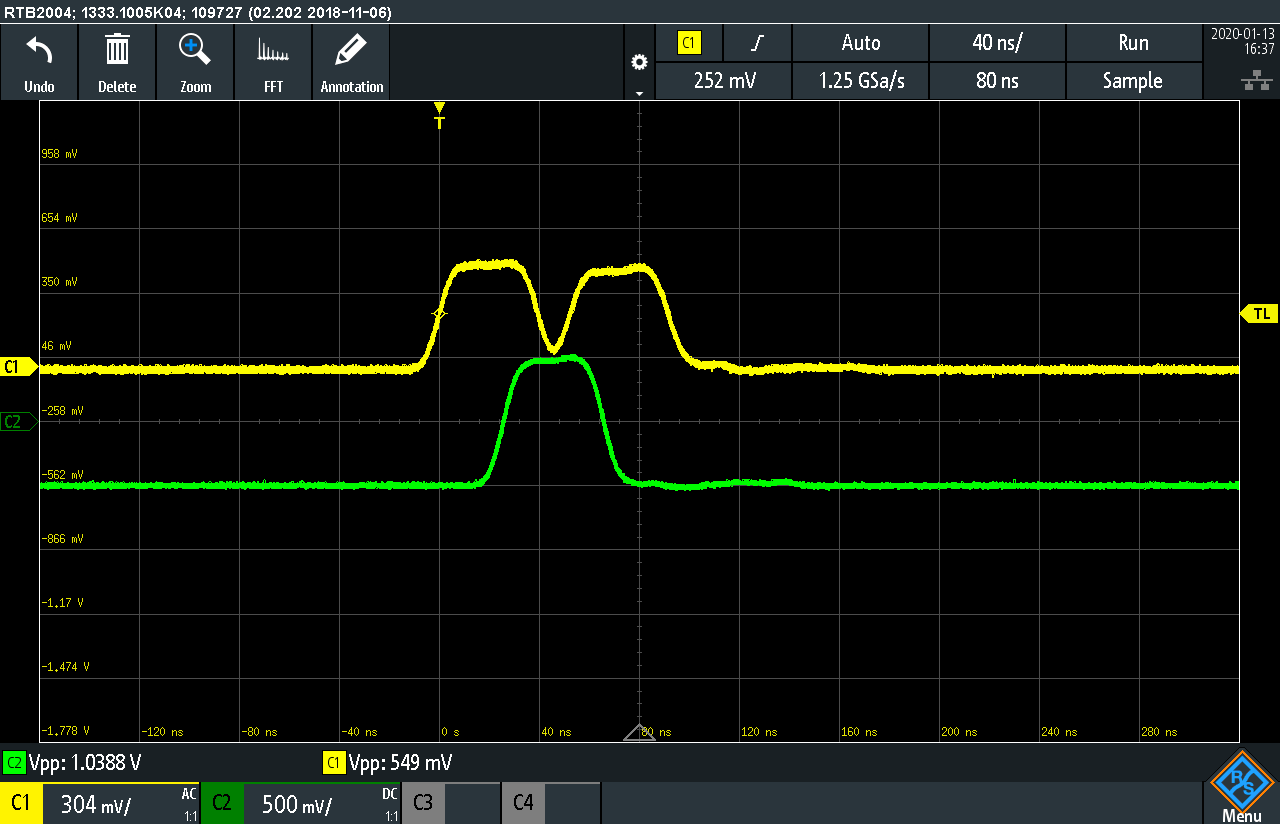 RTB2004; 1333.1005K04; 109727 (02.202 2018-11-06)
Undo
Delete
Zoom
FFT
Annotation
C1
Auto
40 ns/
Run
252 mV
1.25 GSa/s
80 ns
Sample
2020-01-13
16:37
T
958 mV
654 mV
350 mV
TL
46 mV
C1
-258 mV
C2
-562 mV
-866 mV
-1.17 V
-1.474 V
-1.778 V
-120 ns
-80 ns
-40 ns
0 s
40 ns
80 ns
120 ns
160 ns
200 ns
240 ns
280 ns
C2 Vpp: 1.0388 V
C1 Vpp: 549 mV
C1 304 mV/ AC 1:1
C2 500 mV/ DC 1:1
C3
C4
R S
Menu